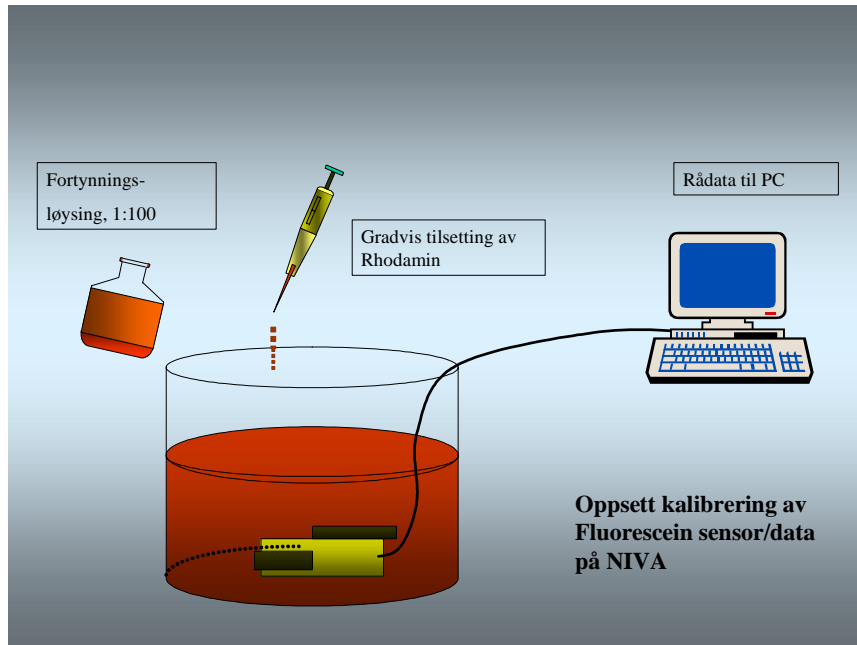 Fortynnings-
løysing, 1:100
Gradvis tilsetting av
Rhodamin
Rådata til PC
Oppsett kalibrering av
Fluorescein sensor/data
på NIVA